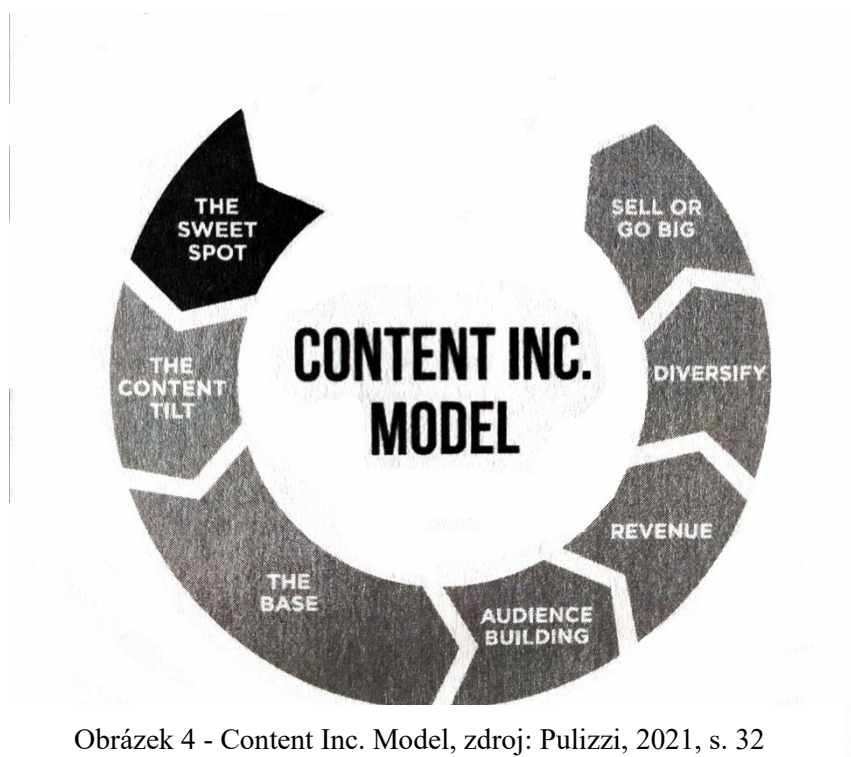 THE
SWEET
SPOT
THE
CONTENT
TILT
THE
BASE
AUDIENCE
BUILDING
REVENUE
DIVERSIFY
SELL OR
GO BIG
CONTENT INC.
MODEL
Obrázek 4 - Content Inc. Model, zdroj: Pulizzi, 2021, s. 32